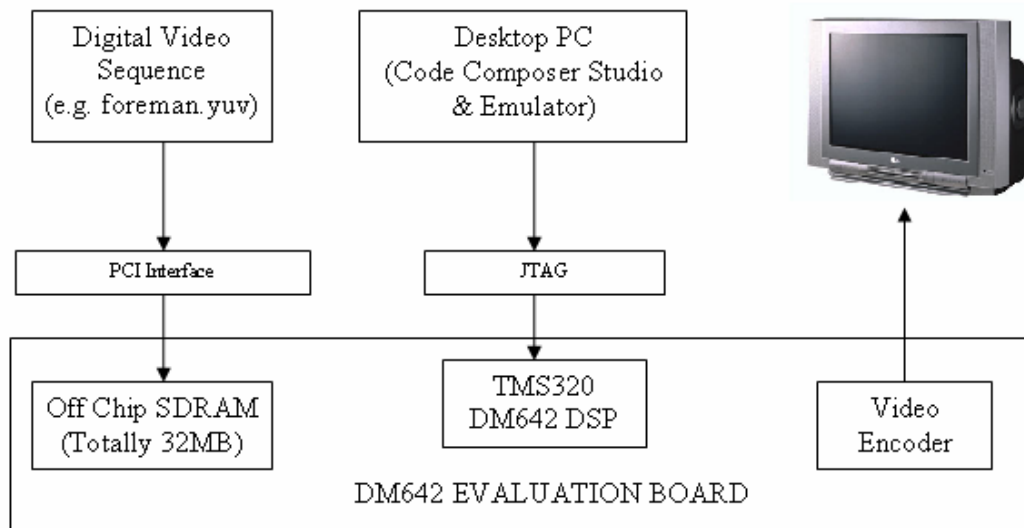 Digital Video
Sequence
(e.g. foreman.yuv)
Desktop PC
(Code Composer Studio
& Emulator)
PCI Interface
JTAG
Off Chip SDRAM
(Totally 32MB)
TMS320
DM642 DSP
Video
Encoder
DM642 EVALUATION BOARD